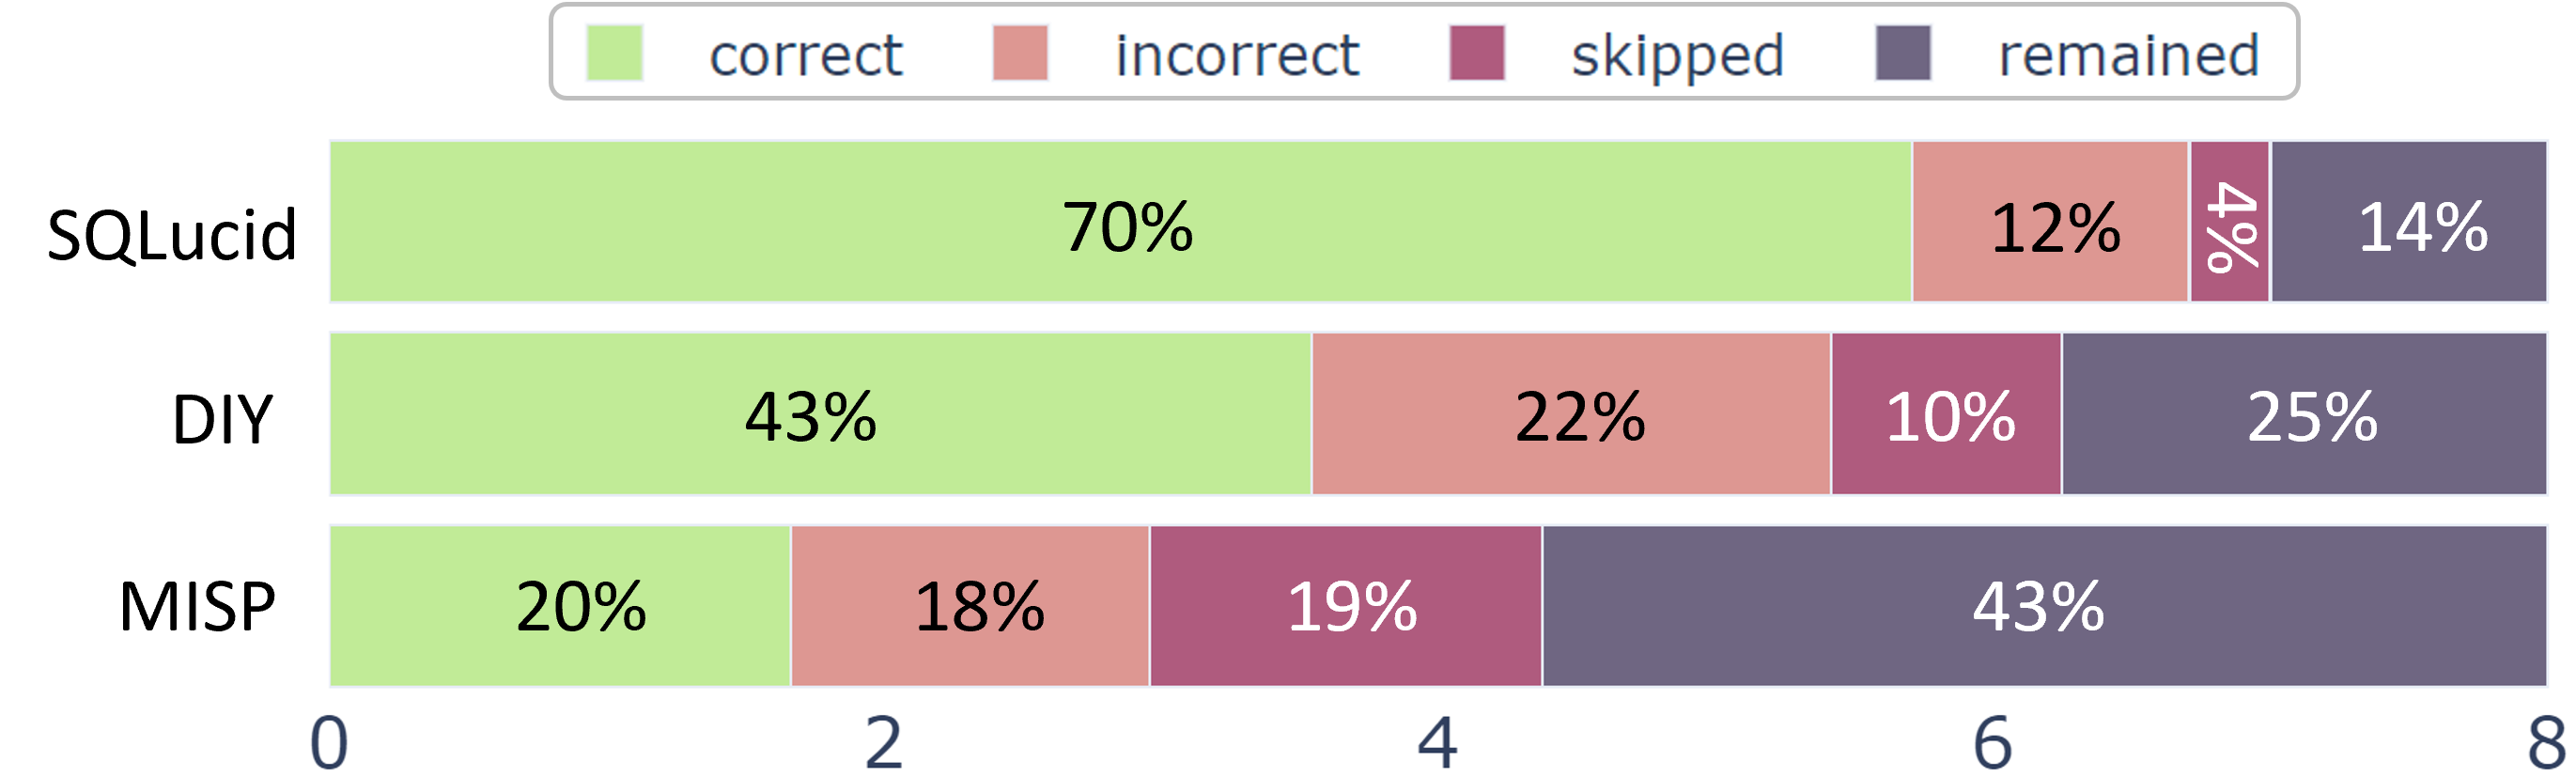 correct incorrect skipped remained
SQLucid 70% 12% 4% 14%
DIY 43% 22% 10% 25%
MISP 20% 18% 19% 43%
0 2 4 6 8